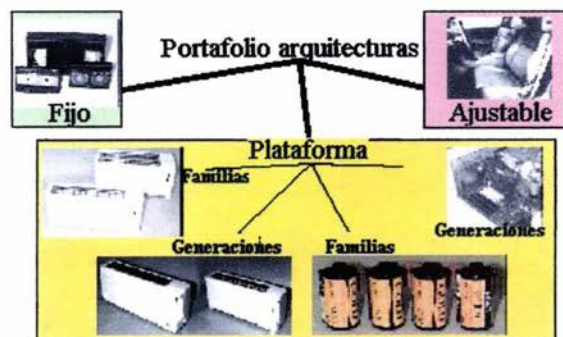 Portafolio arquitecturas
Fijo
Ajustable
Plataforma
Familias
Generaciones
Generaciones
Familias